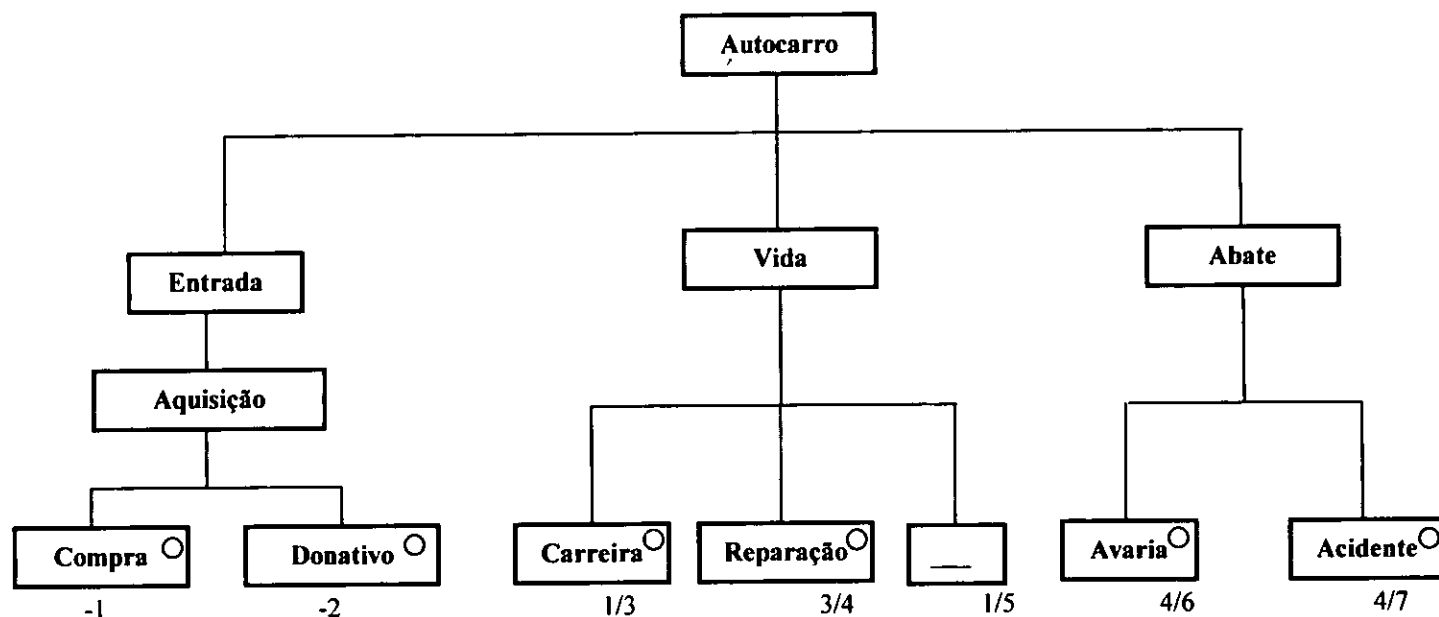 Autocarro
Entrada
Vida
Abate
Aquisição
Compra
Donativo
Carreira
Reparação
Avaria
Acidente
-1
-2
1/3
3/4
1/5
4/6
4/7